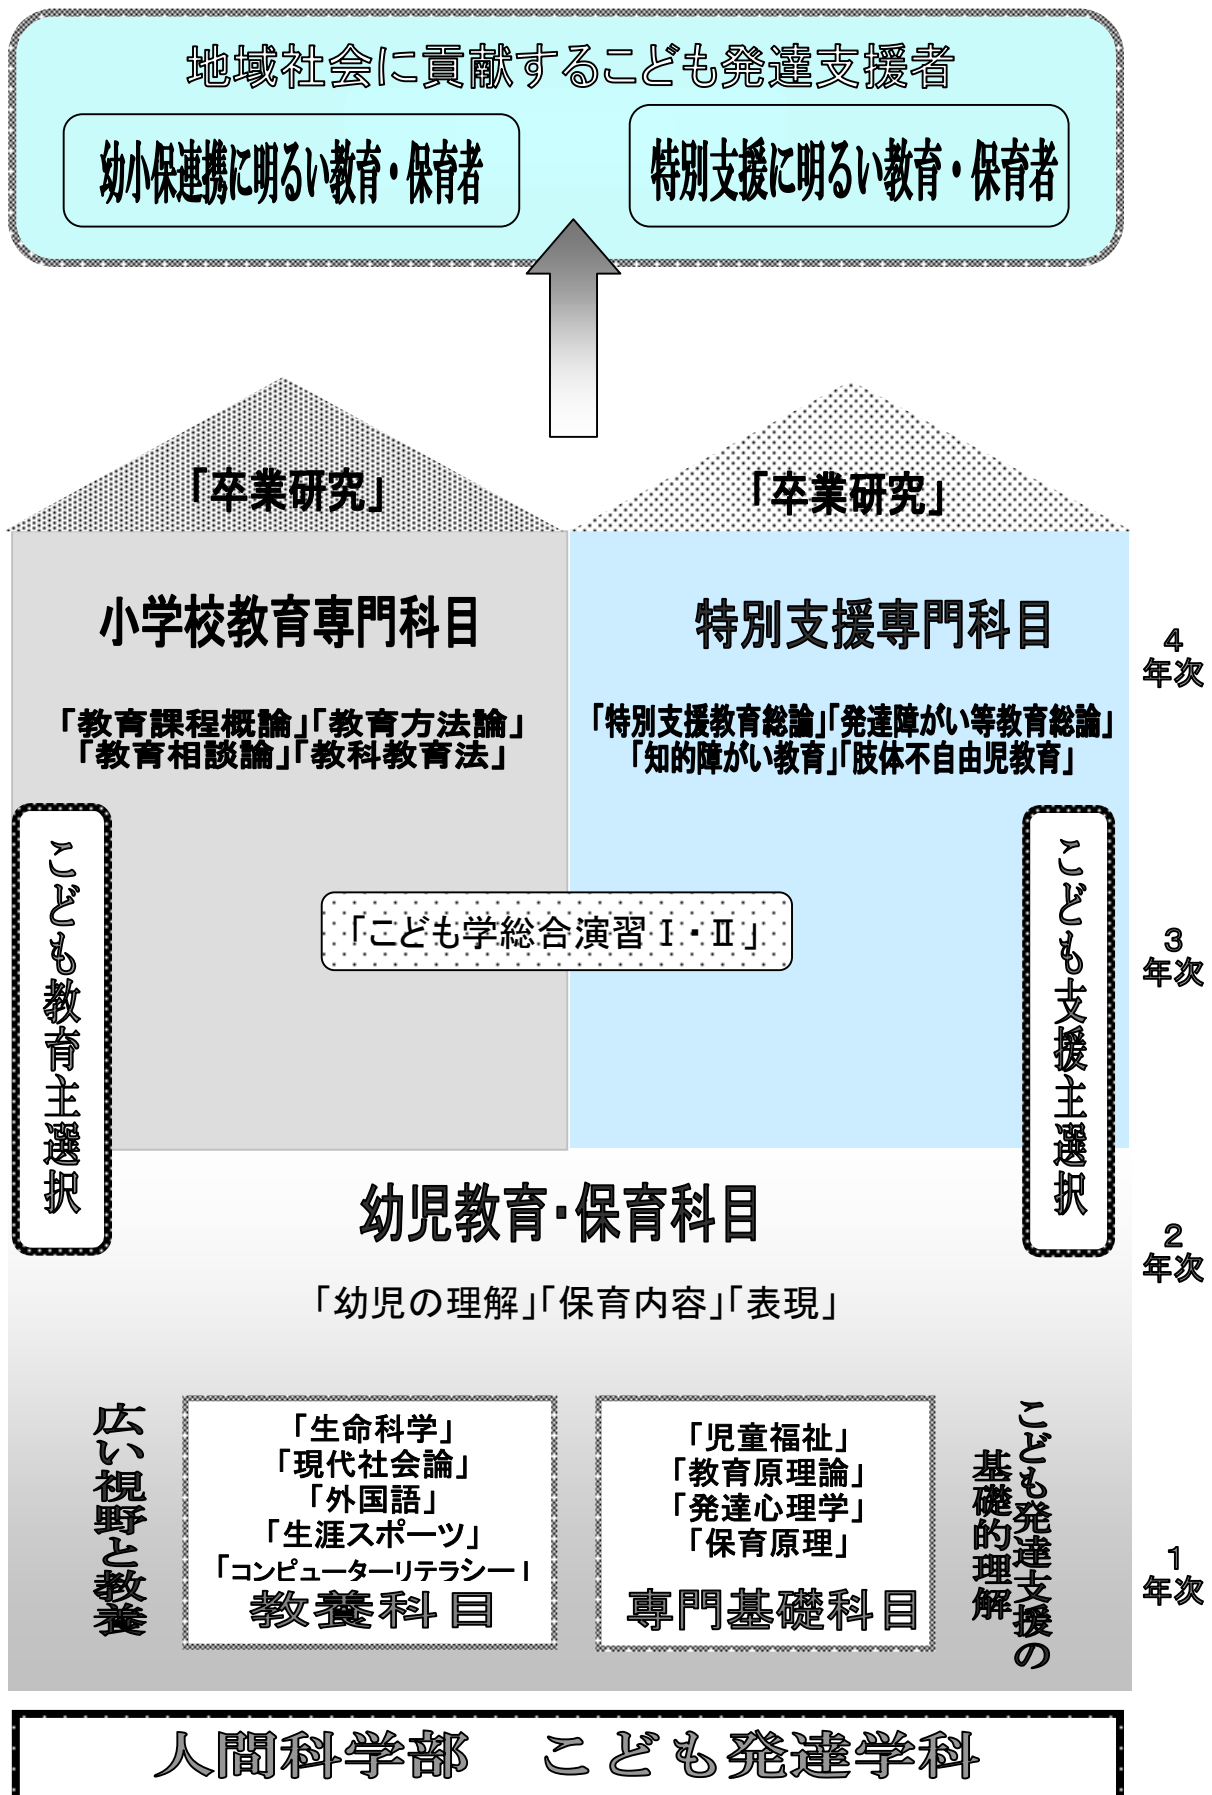 地域社会に貢献するこども発達支援者
幼小保連携に明るい教育・保育者
特別支援に明るい教育・保育者
「卒業研究」
「卒業研究」
小学校教育専門科目
特別支援専門科目
4
年次
「教育課程概論」「教育方法論」
「教育相談論」「教科教育法」
「特別支援教育総論」「発達障がい等教育総論」
「知的障がい教育」「肢体不自由児教育」
こども教育主選択
こども支援主選択
「こども学総合演習Ⅰ・Ⅱ」
3
年次
幼児教育・保育科目
2
年次
「幼児の理解」「保育内容」「表現」
広い視野と教養
「生命科学」
「現代社会論」
「外国語」
「生涯スポーツ」
「コンピューターリテラシーⅠ
教養科目
「児童福祉」
「教育原理論」
「発達心理学」
「保育原理」
専門基礎科目
こども発達支援の
基礎的理解
1
年次
人間科学部　こども発達学科